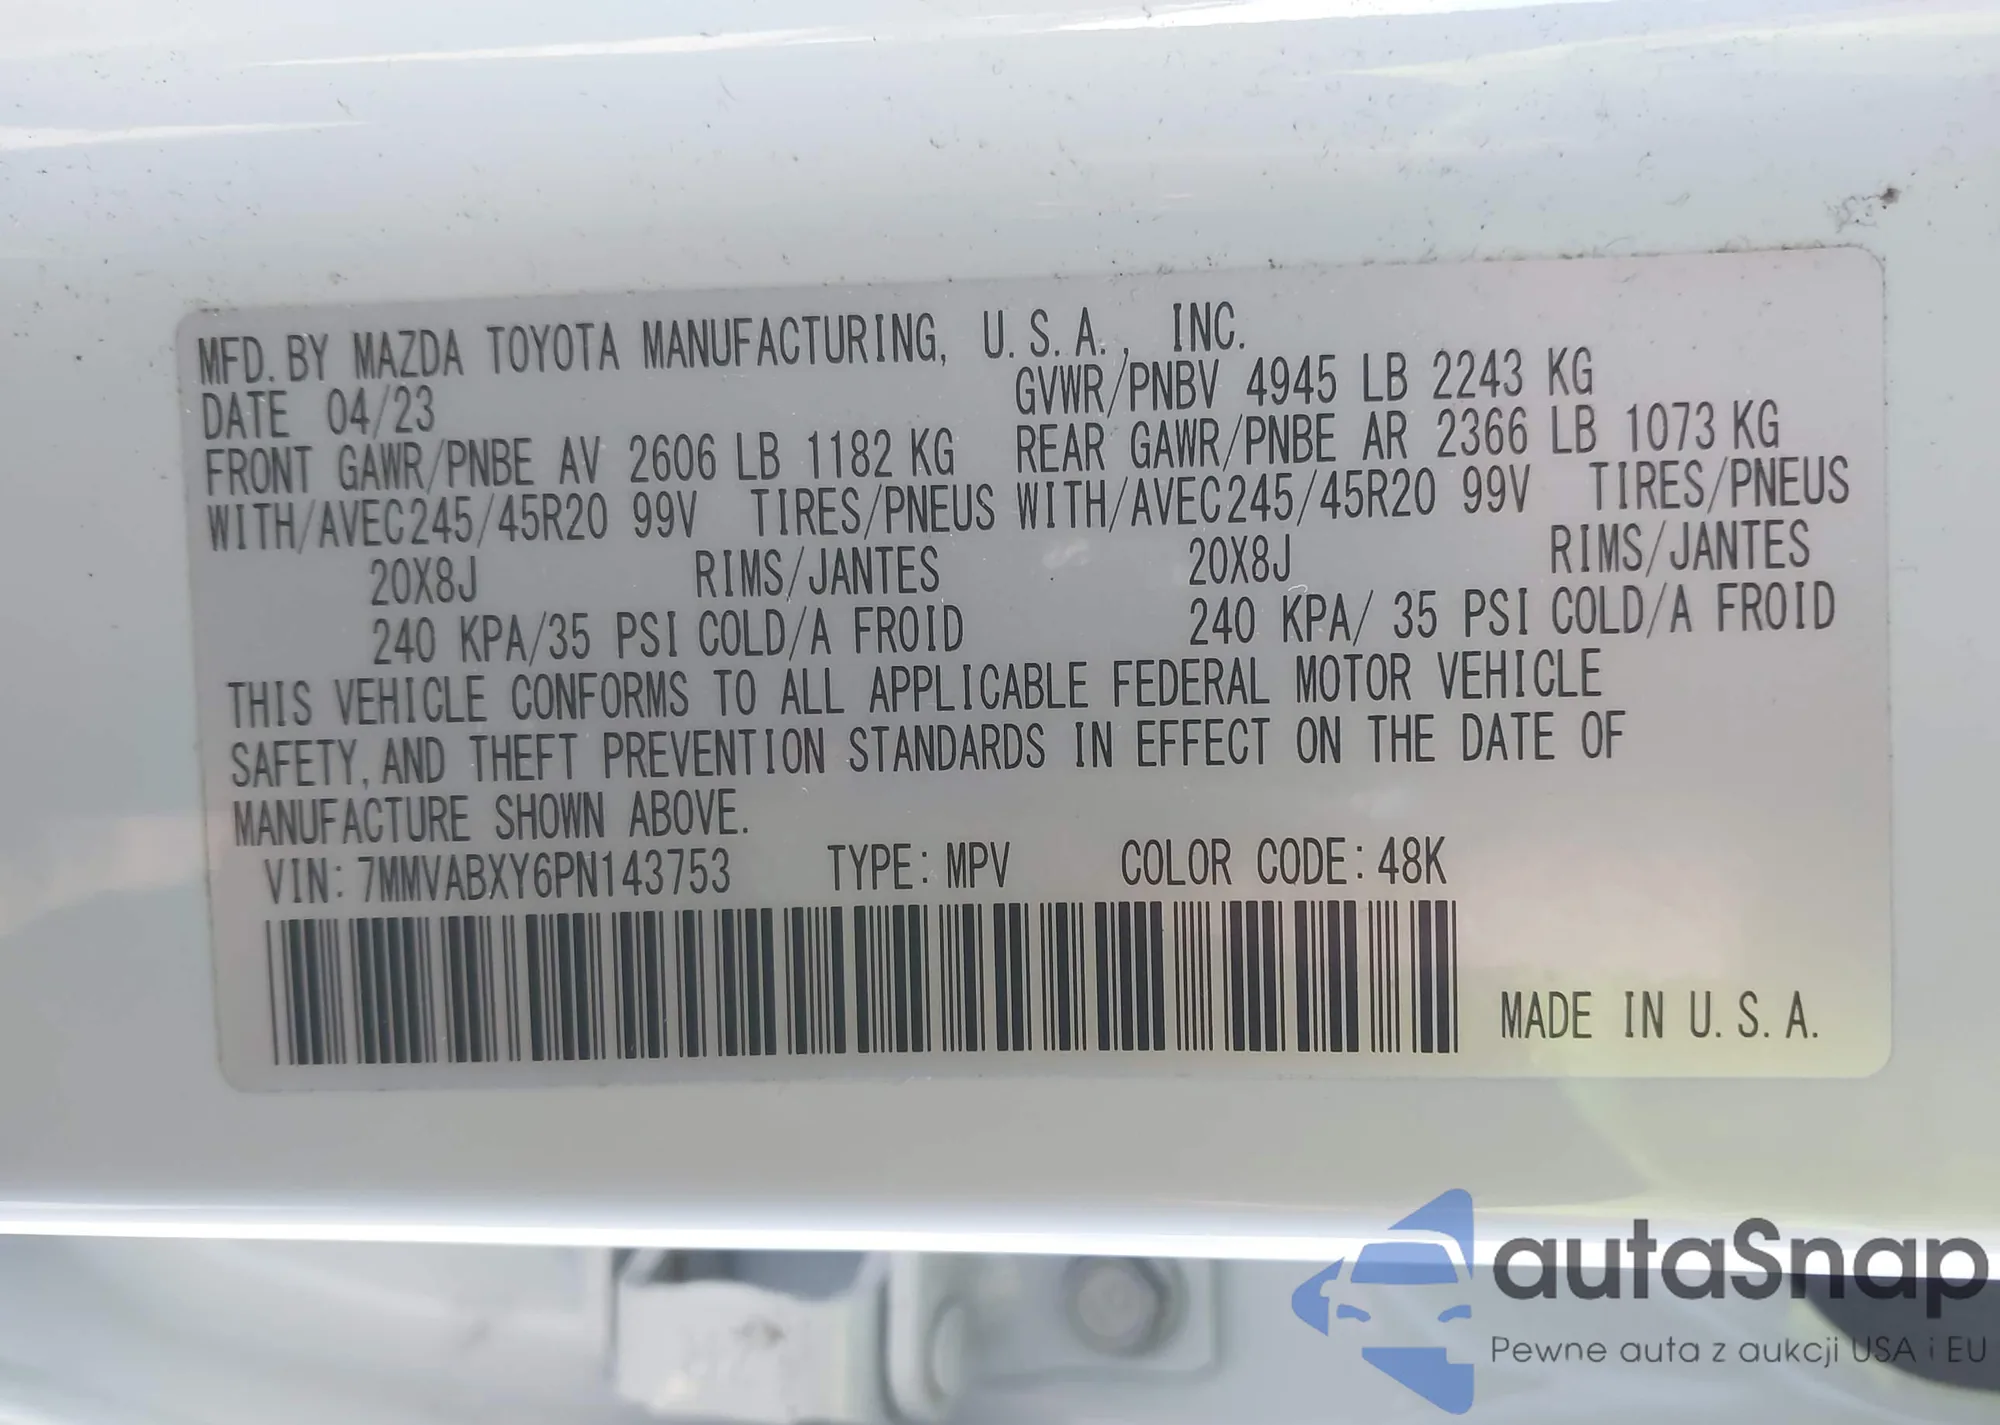 MFD. BY MAZDA TOYOTA MANUFACTURING, U.S.A., INC.
DATE 04/23 GVWR/PNBV 4945 LB 2243 KG
FRONT GAWR/PNBE AV 2606 LB 1182 KG REAR GAWR/PNBE AR 2366 LB 1073 KG
WITH/AVEC245/45R20 99V TIRES/PNEUS WITH/AVEC245/45R20 99V TIRES/PNEUS
20X8J RIMS/JANTES 20X8J RIMS/JANTES
240 KPA/35 PSI COLD/A FROID 240 KPA/ 35 PSI COLD/A FROID
THIS VEHICLE CONFORMS TO ALL APPLICABLE FEDERAL MOTOR VEHICLE
SAFETY, AND THEFT PREVENTION STANDARDS IN EFFECT ON THE DATE OF
MANUFACTURE SHOWN ABOVE.
VIN: 7MMVABXY6PN143753 TYPE: MPV COLOR CODE: 48K
MADE IN U.S.A.
autoSnap
Pewne auta z aukcji USA i EU